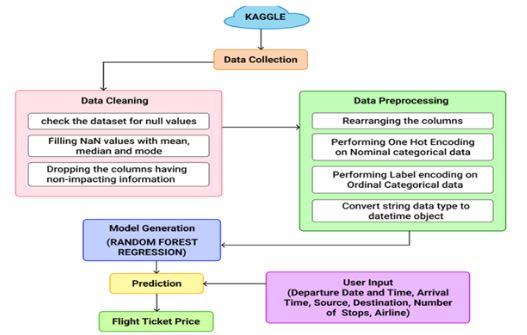 KAGGLE
Data Collection
Data Cleaning
check the dataset for null values
Filling NaN values with mean,
median and mode
Dropping the columns having
non-impacting information
Data Preprocessing
Rearranging the columns
Performing One Hot Encoding
on Nominal categorical data
Performing Label encoding on
Ordinal Categorical data
Convert string data type to
datetime object
Model Generation
(RANDOM FOREST
REGRESSION)
Prediction
User Input
(Departure Date and Time, Arrival
Time, Source, Destination, Number
of Stops, Airline)
Flight Ticket Price